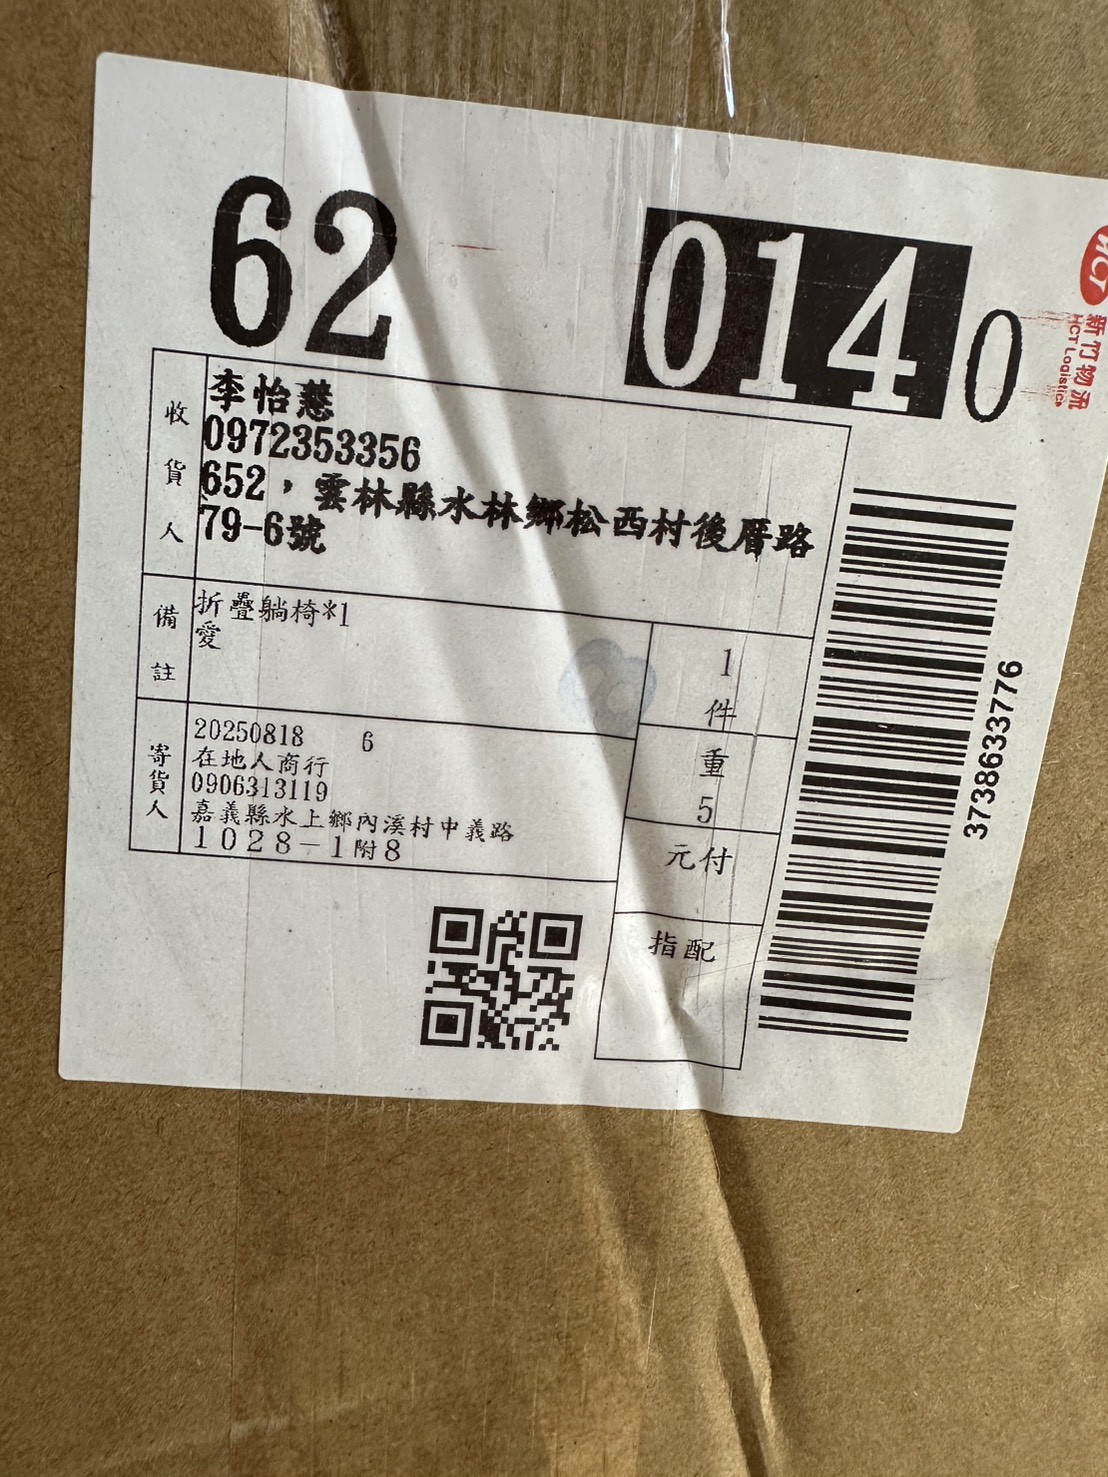 62 0140
HCT 新竹物流
HCT Logistics
收貨人
李怡慧
0972353356
652，雲林縣水林鄉松西村後厝路
79-6號
備註
折疊躺椅*1
愛
1
件
重
5
元付
指配
寄貨人
20250818 6
在地人商行
0906313119
嘉義縣水上鄉內溪村中義路
1028-1附8
3738633776